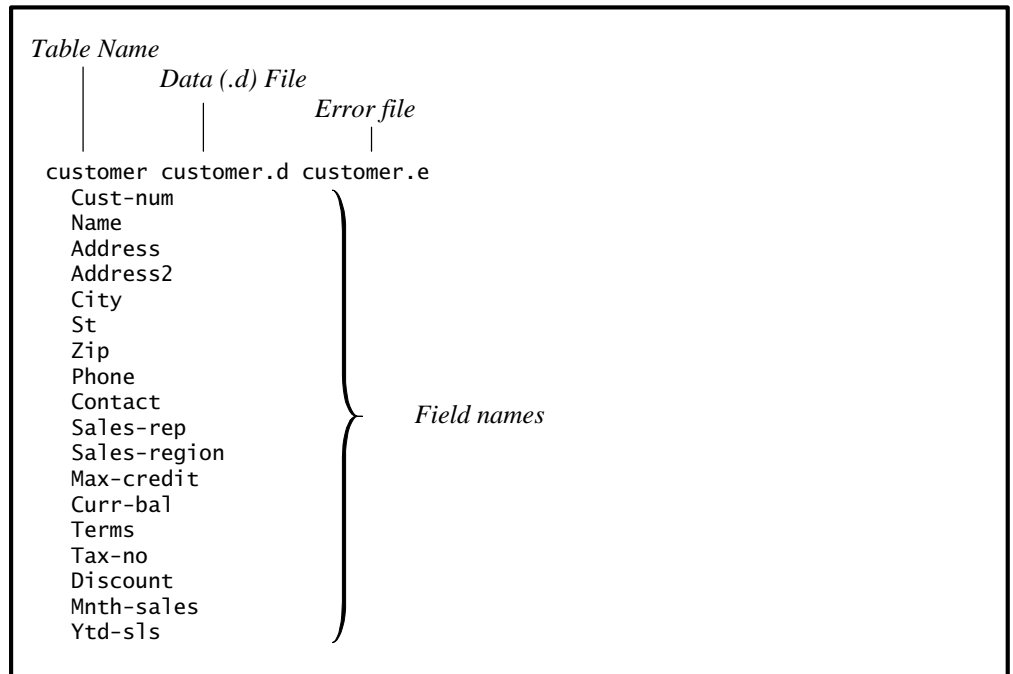 Table Name
Data (.d) File
Error file
customer customer.d customer.e
Cust-num
Name
Address
Address2
City
St
Zip
Phone
Contact
Sales-rep
Sales-region
Max-credit
Curr-bal
Terms
Tax-no
Discount
Mnth-sales
Ytd-sls
Field names